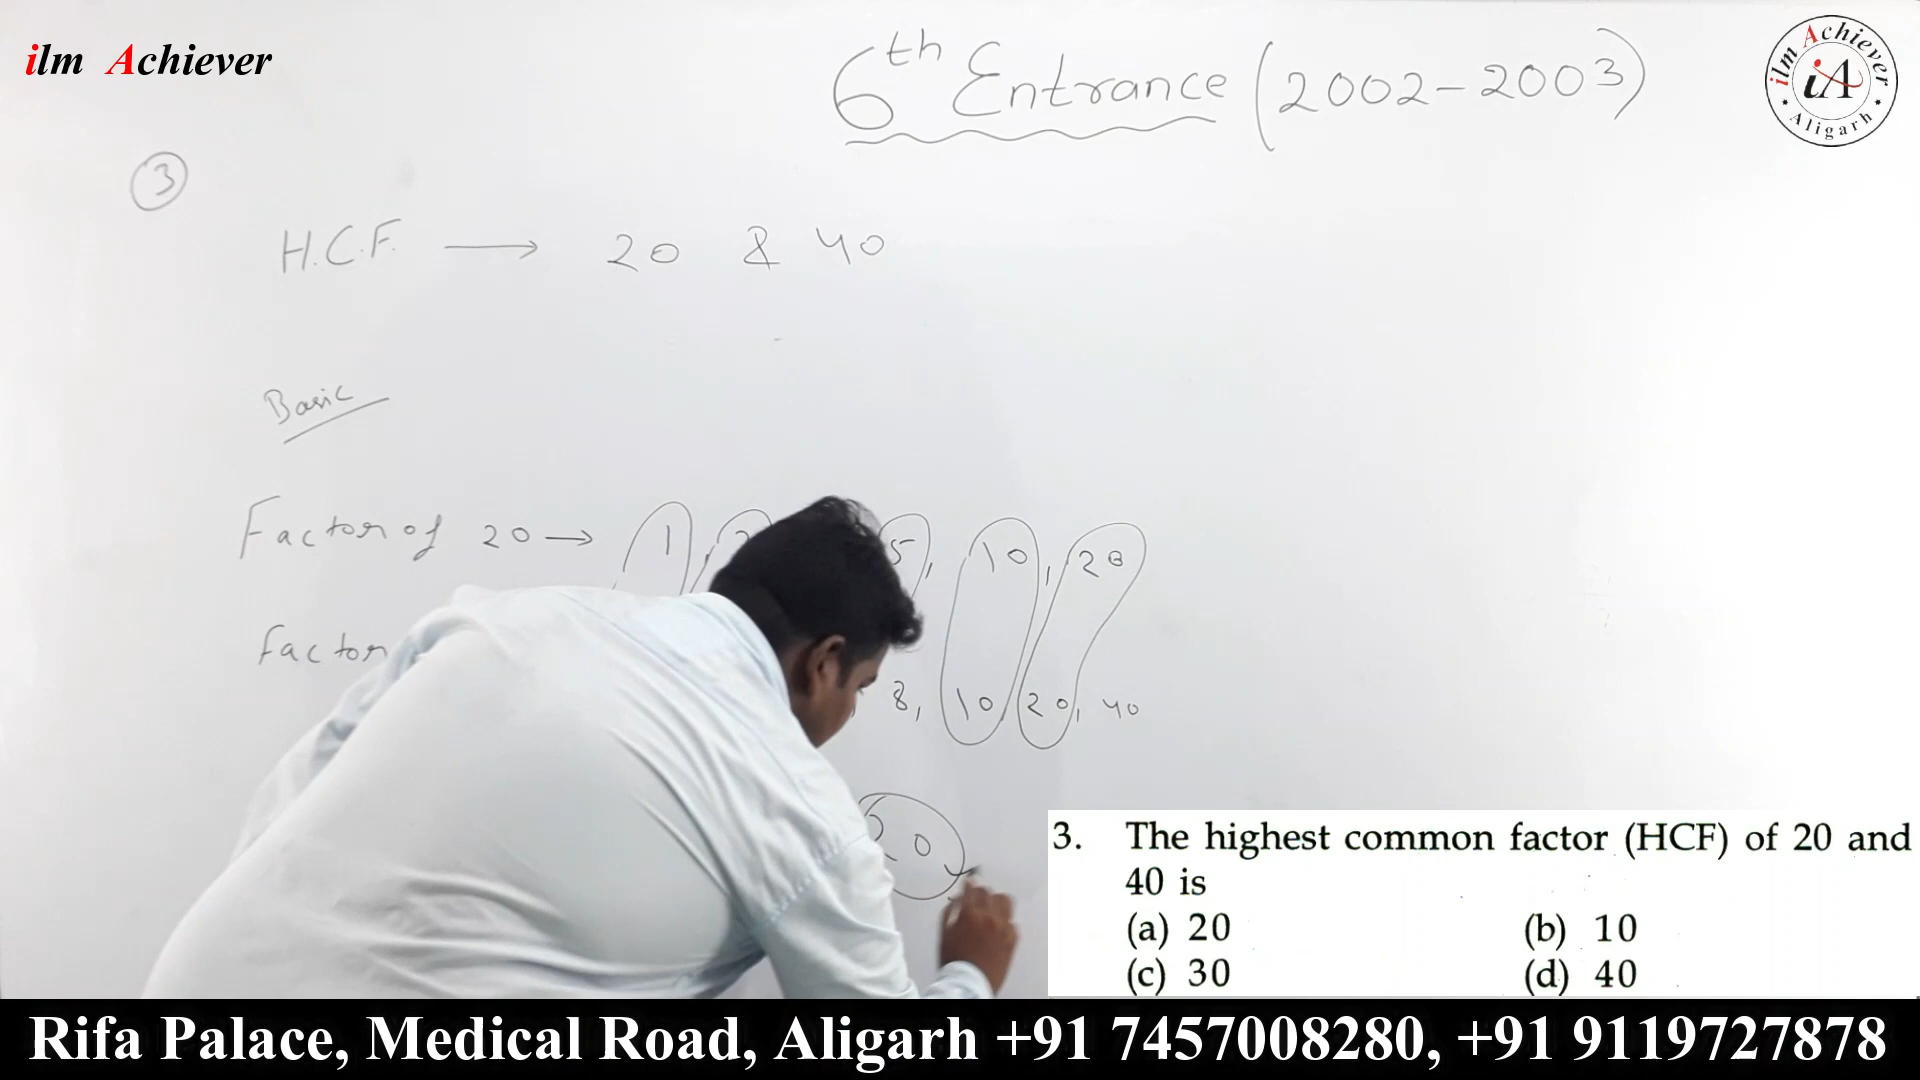 ilm Achiever
6th Entrance (2002-2003)
ilm Achiever
iA
Aligarh
3
H.C.F. → 20 & 40
Basic
Factor of 20 → 1, 2 5, 10, 20
factor 8, 10, 20, 40
20
3. The highest common factor (HCF) of 20 and
40 is
(a) 20 (b) 10
(c) 30 (d) 40
Rifa Palace, Medical Road, Aligarh +91 7457008280, +91 9119727878